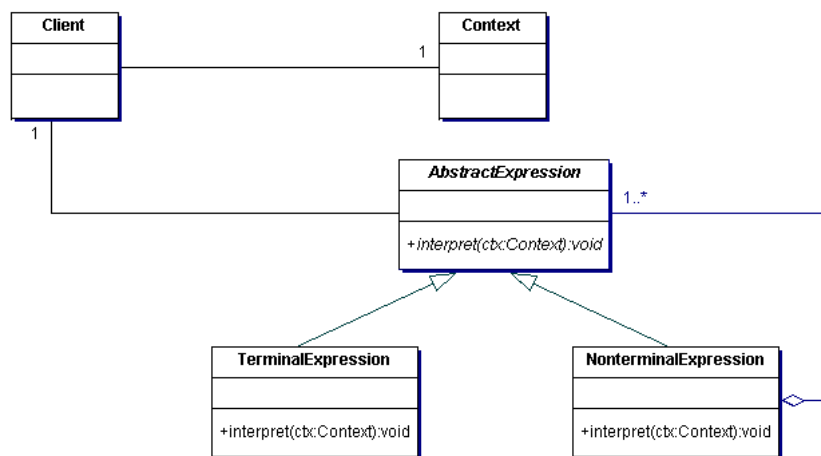 Client
Context
1
1
AbstractExpression
1..*
+interpret(ctx:Context):void
TerminalExpression
NonterminalExpression
+interpret(ctx:Context):void
+interpret(ctx:Context):void